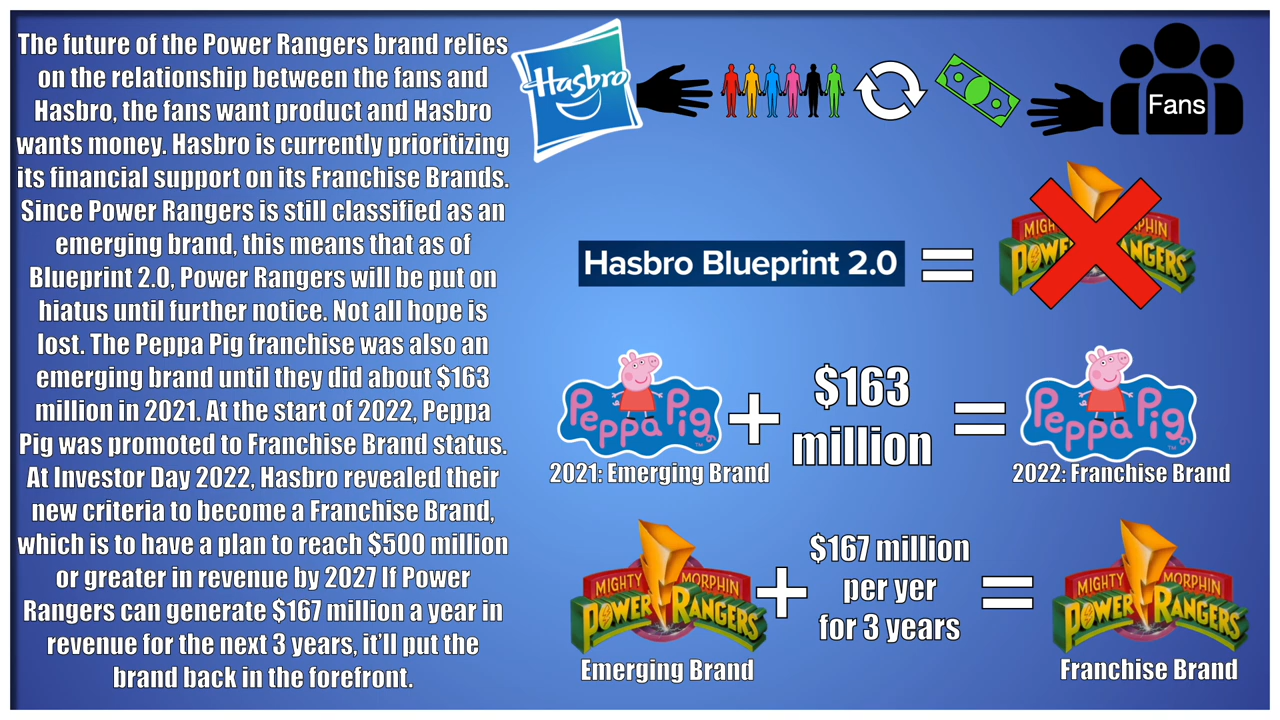 The future of the Power Rangers brand relies
on the relationship between the fans and
Hasbro, the fans want product and Hasbro
wants money. Hasbro is currently prioritizing
its financial support on its Franchise Brands.
Since Power Rangers is still classified as an
emerging brand, this means that as of
Blueprint 2.0, Power Rangers will be put on
hiatus until further notice. Not all hope is
lost. The Peppa Pig franchise was also an
emerging brand until they did about $163
million in 2021. At the start of 2022, Peppa
Pig was promoted to Franchise Brand status.
At Investor Day 2022, Hasbro revealed their
new criteria to become a Franchise Brand,
which is to have a plan to reach $500 million
or greater in revenue by 2027 If Power
Rangers can generate $167 million a year in
revenue for the next 3 years, it'll put the
brand back in the forefront.
Hasbro
Fans
Hasbro Blueprint 2.0 =
MIGHTY MORPHIN
POWER RANGERS
Peppa Pig
TM
2021: Emerging Brand
+
$163
million
=
Peppa Pig
TM
2022: Franchise Brand
MIGHTY MORPHIN
POWER RANGERS
Emerging Brand
+
$167 million
per yer
for 3 years
=
MIGHTY MORPHIN
POWER RANGERS
Franchise Brand